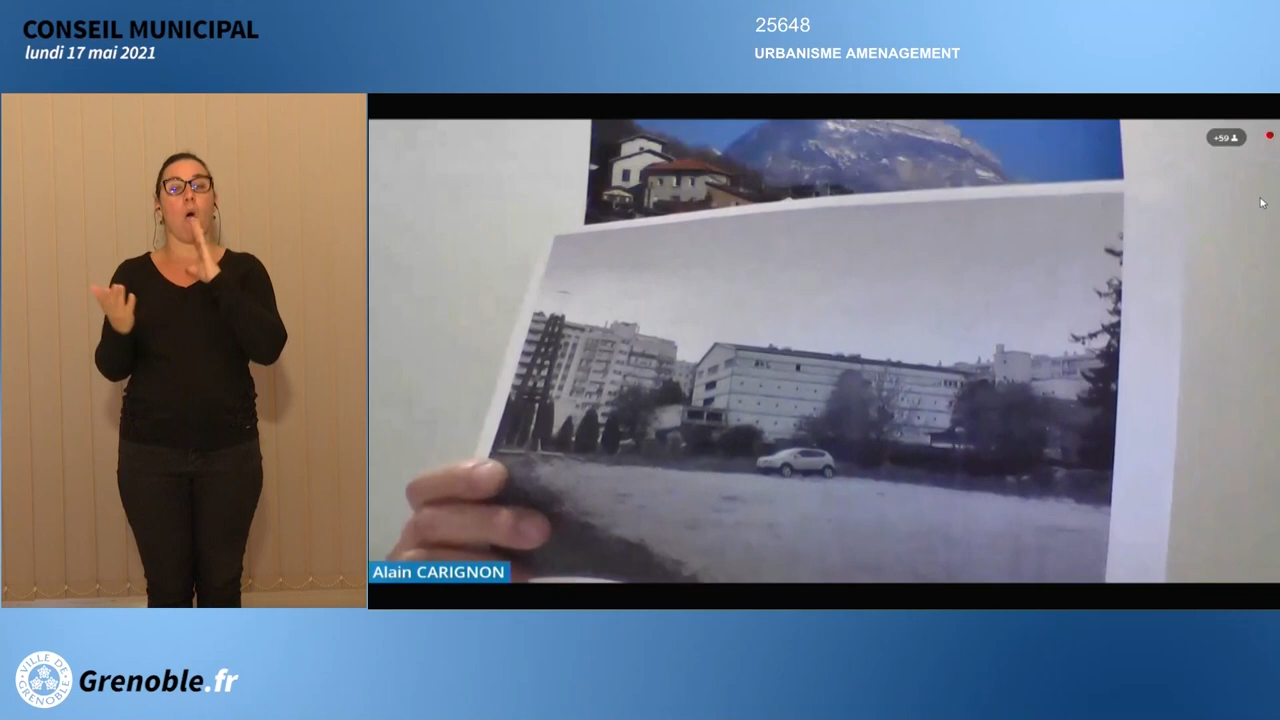 CONSEIL MUNICIPAL
lundi 17 mai 2021
25648
URBANISME AMENAGEMENT
+59
Alain CARIGNON
VILLE DE
GRENOBLE
Grenoble.fr